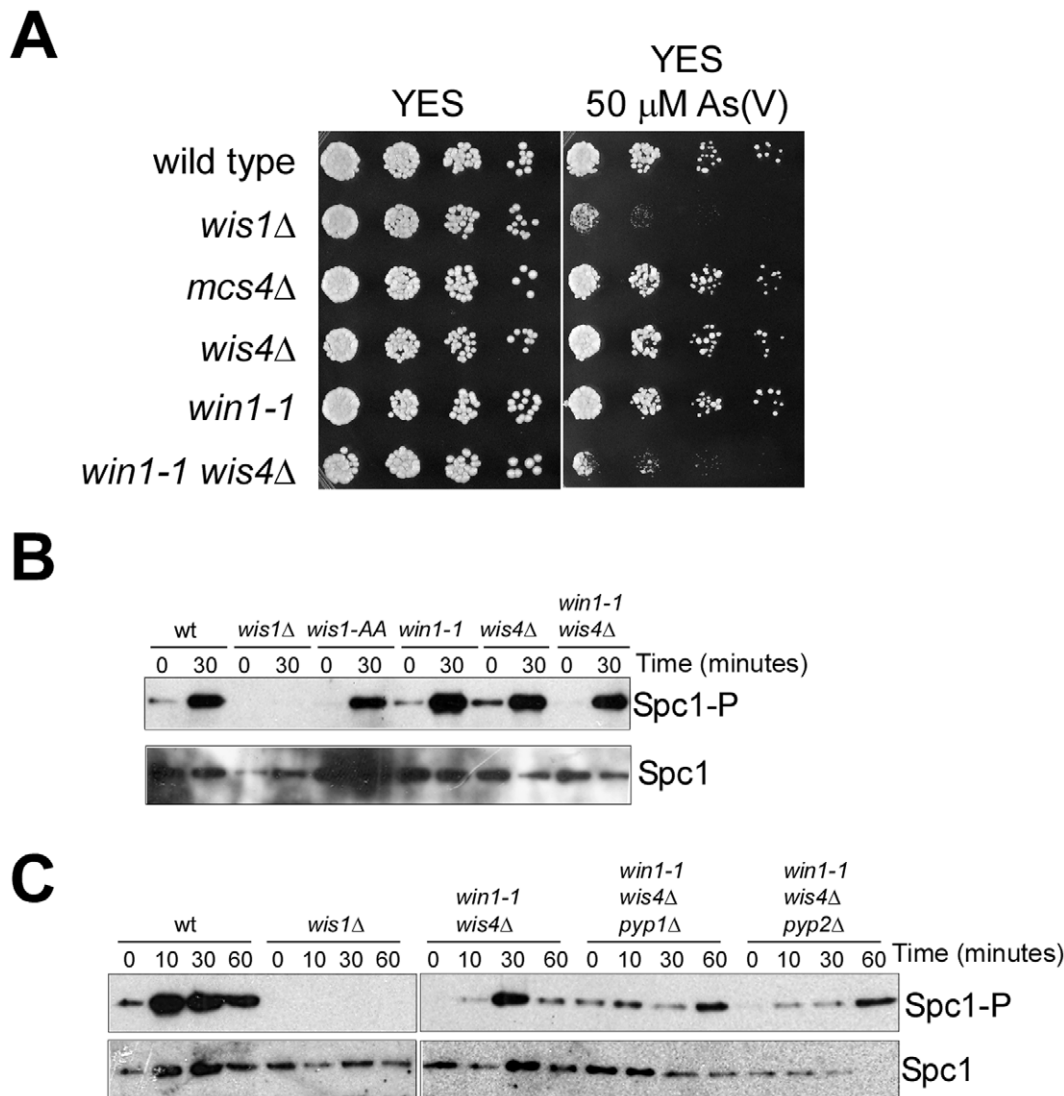 A
YES
YES
50 μM As(V)
wild type
wis1Δ
mcs4Δ
wis4Δ
win1-1
win1-1 wis4Δ
B
wt wis1Δ wis1-AA win1-1 wis4Δ win1-1 wis4Δ
0 30 0 30 0 30 0 30 0 30 0 30 Time (minutes)
Spc1-P
Spc1
C
wt wis1Δ win1-1 wis4Δ win1-1 wis4Δ pyp1Δ win1-1 wis4Δ pyp2Δ
0 10 30 60 0 10 30 60 0 10 30 60 0 10 30 60 0 10 30 60 Time (minutes)
Spc1-P
Spc1